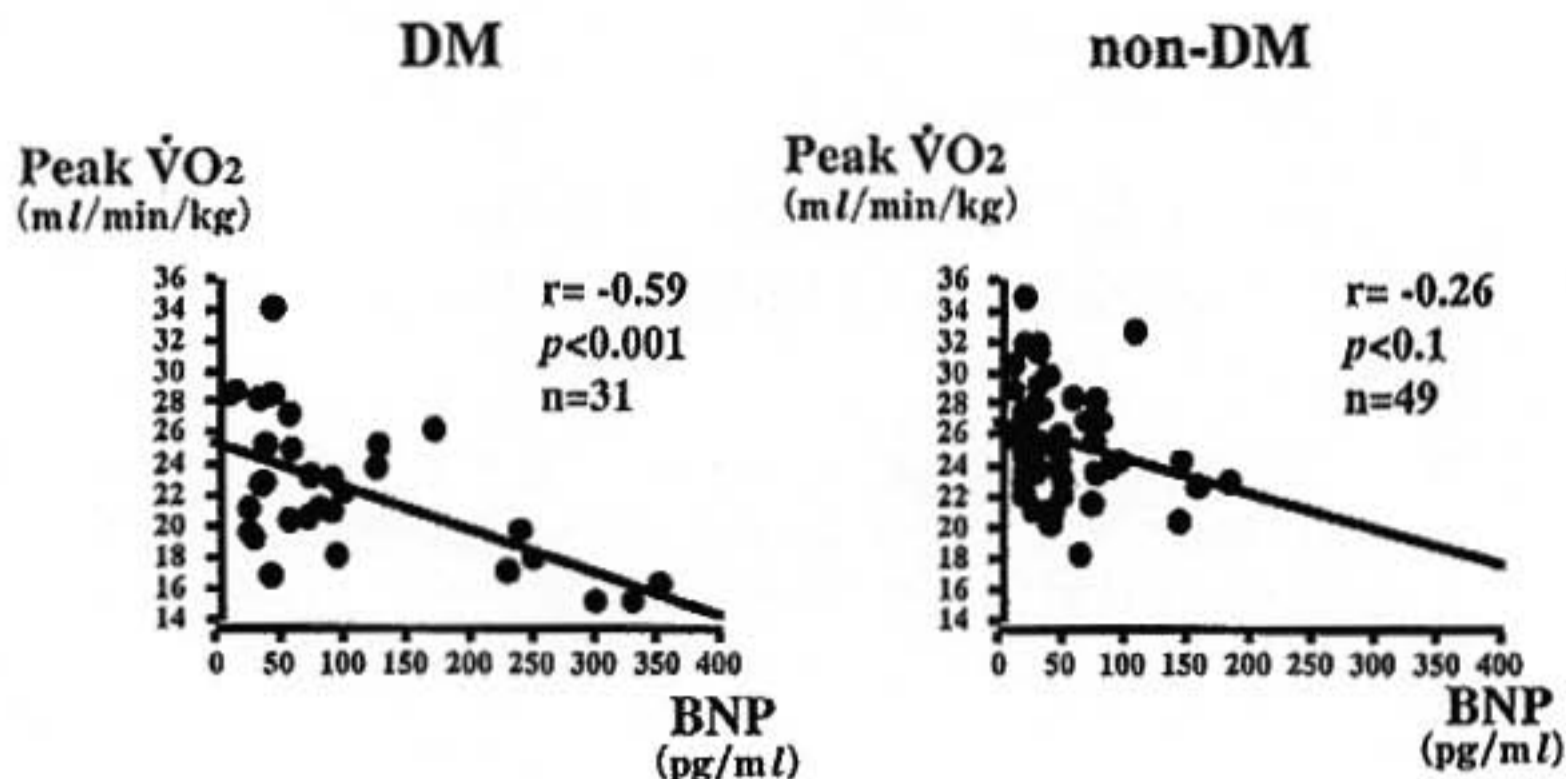 DM
Peak V̇O2
(ml/min/kg)
36
34
32
30
28
26
24
22
20
18
16
14
r= -0.59
p<0.001
n=31
0 50 100 150 200 250 300 350 400
BNP
(pg/ml)
non-DM
Peak V̇O2
(ml/min/kg)
36
34
32
30
28
26
24
22
20
18
16
14
r= -0.26
p<0.1
n=49
0 50 100 150 200 250 300 350 400
BNP
(pg/ml)